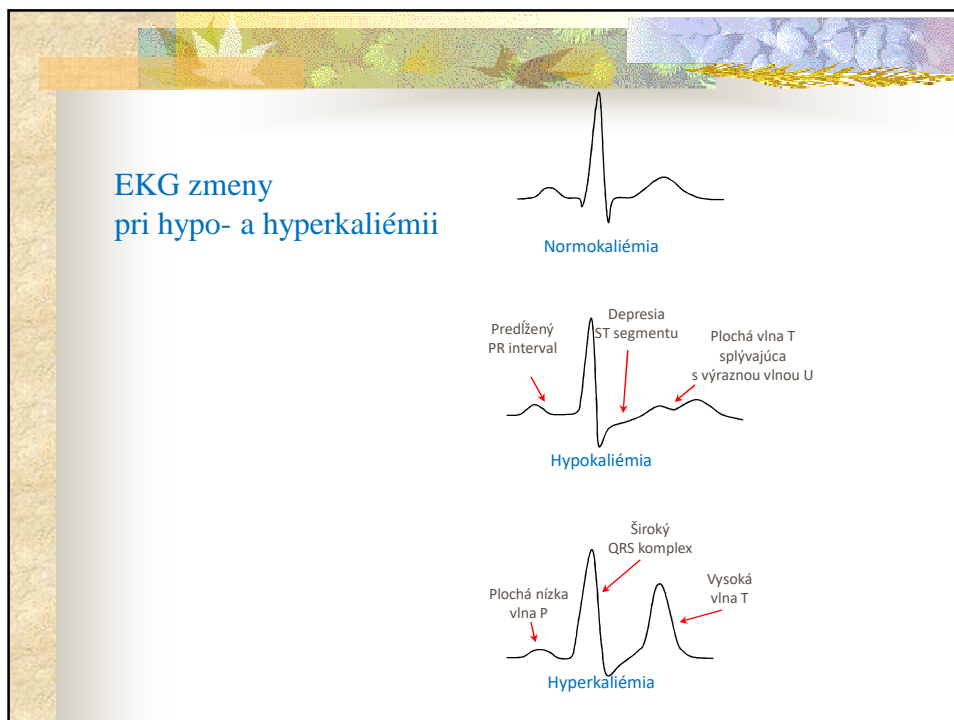 EKG zmeny
pri hypo- a hyperkaliémii
Normokaliémia
Predĺžený
PR interval
Depresia
ST segmentu
Plochá vlna T
splývajúca
s výraznou vlnou U
Hypokaliémia
Široký
QRS komplex
Plochá nízka
vlna P
Vysoká
vlna T
Hyperkaliémia